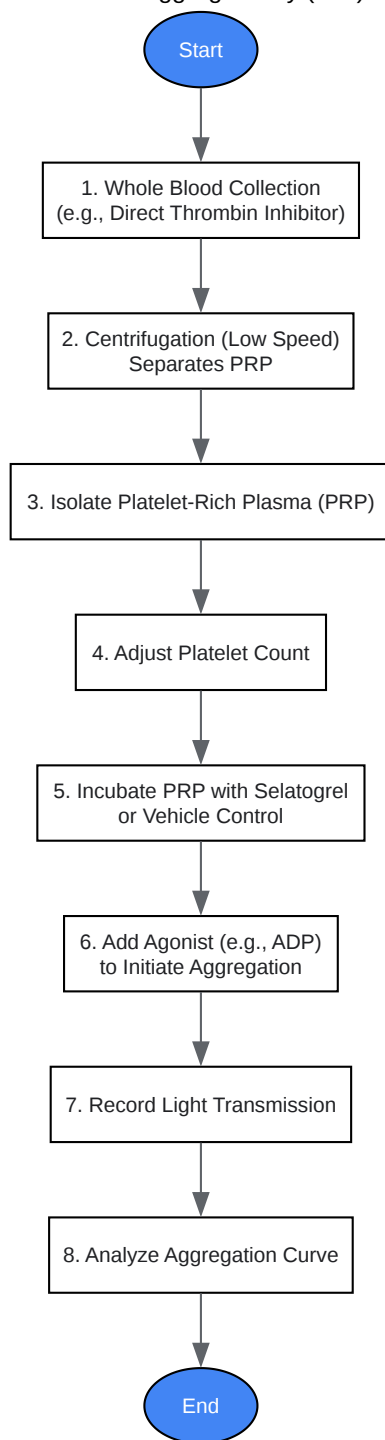 Start
1. Whole Blood Collection
(e.g., Direct Thrombin Inhibitor)
2. Centrifugation (Low Speed)
Separates PRP
3. Isolate Platelet-Rich Plasma (PRP)
4. Adjust Platelet Count
5. Incubate PRP with Selatogrel
or Vehicle Control
6. Add Agonist (e.g., ADP)
to Initiate Aggregation
7. Record Light Transmission
8. Analyze Aggregation Curve
End